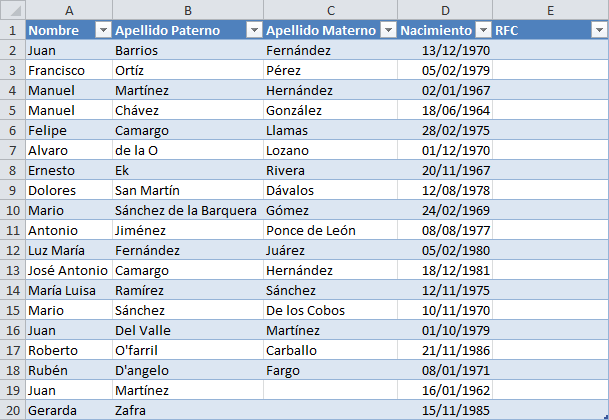 A B C D E
1 Nombre Apellido Paterno Apellido Materno Nacimiento RFC
2 Juan Barrios Fernández 13/12/1970
3 Francisco Ortíz Pérez 05/02/1979
4 Manuel Martínez Hernández 02/01/1967
5 Manuel Chávez González 18/06/1964
6 Felipe Camargo Llamas 28/02/1975
7 Alvaro de la O Lozano 01/12/1970
8 Ernesto Ek Rivera 20/11/1967
9 Dolores San Martín Dávalos 12/08/1978
10 Mario Sánchez de la Barquera Gómez 24/02/1969
11 Antonio Jiménez Ponce de León 08/08/1977
12 Luz María Fernández Juárez 05/02/1980
13 José Antonio Camargo Hernández 18/12/1981
14 María Luisa Ramírez Sánchez 12/11/1975
15 Mario Sánchez De los Cobos 10/11/1970
16 Juan Del Valle Martínez 01/10/1979
17 Roberto O'farril Carballo 21/11/1986
18 Rubén D'angelo Fargo 08/01/1971
19 Juan Martínez 16/01/1962
20 Gerarda Zafra 15/11/1985